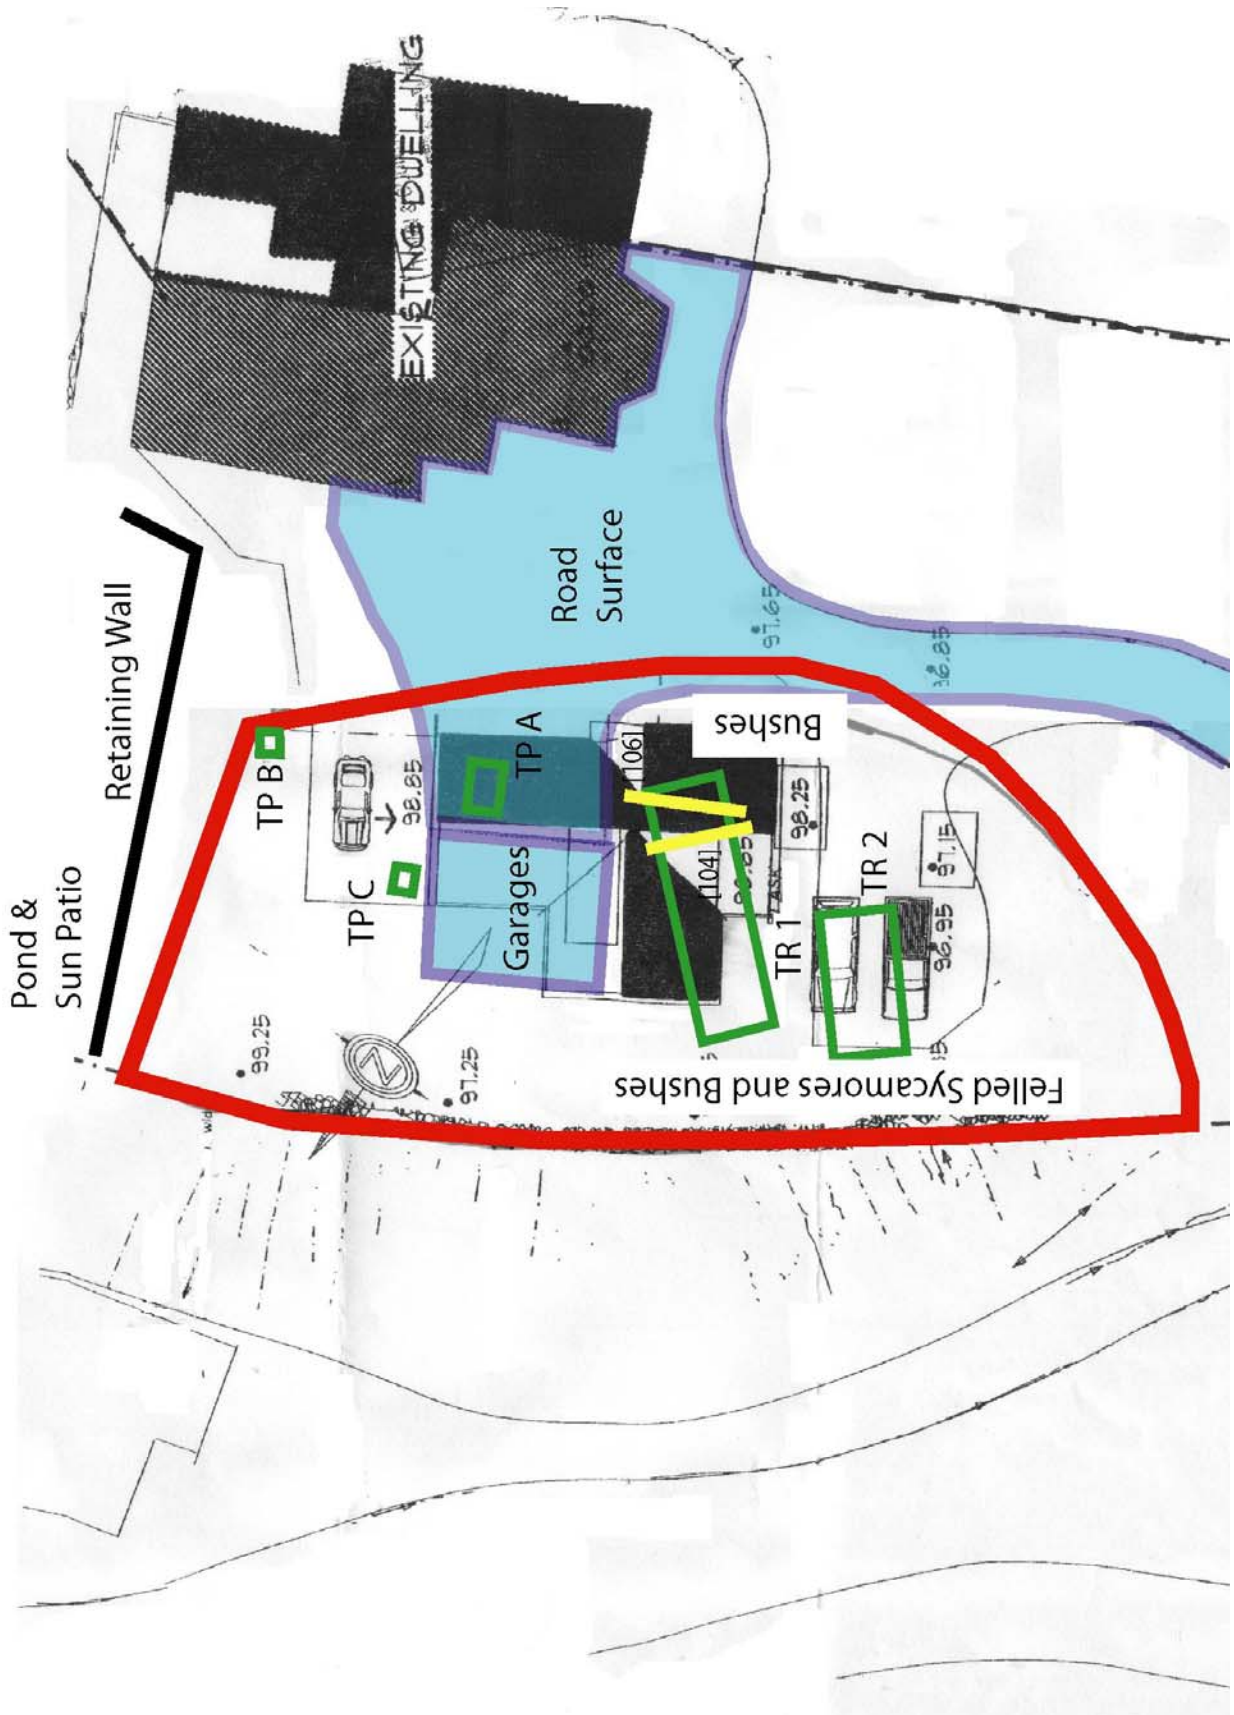 Pond &
Sun Patio
Retaining Wall
EXISTING DWELLING
Road
Surface
TP B
TP C
TP A
98.85
Garages
99.25
97.25
97.65
96.85
[106]
Bushes
[104]
98.25
TR 1
TR 2
97.15
96.95
Felled Sycamores and Bushes
N